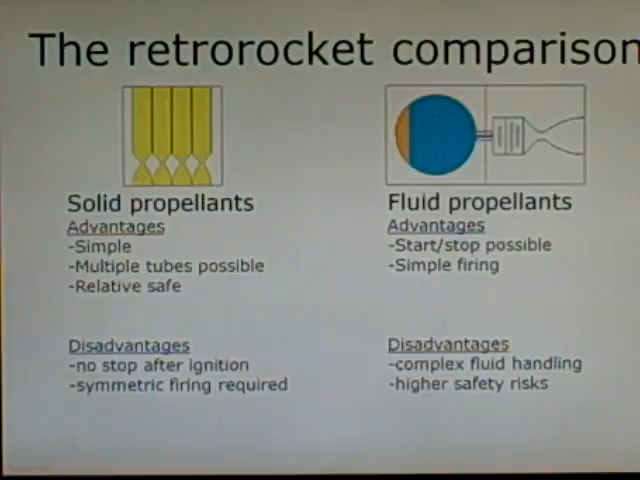 The retrorocket comparison
Solid propellants
Advantages
-Simple
-Multiple tubes possible
-Relative safe
Disadvantages
-no stop after ignition
-symmetric firing required
Fluid propellants
Advantages
-Start/stop possible
-Simple firing
Disadvantages
-complex fluid handling
-higher safety risks